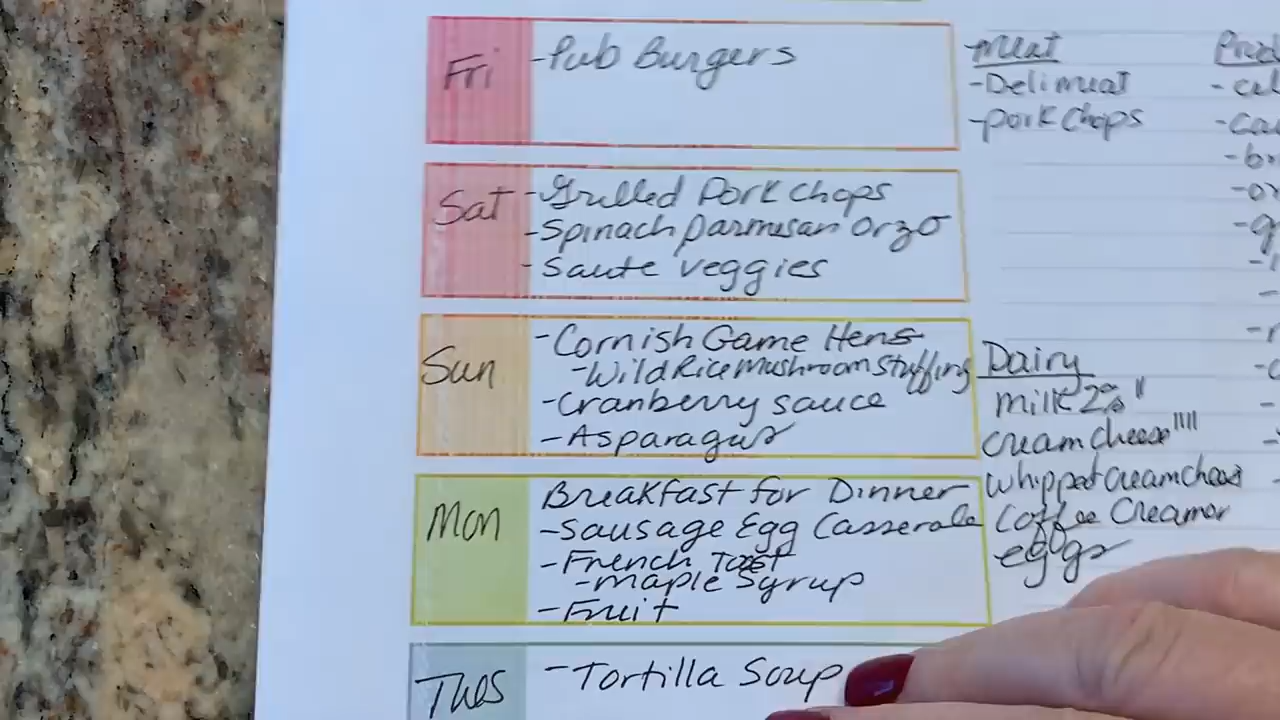 Fri
-Pub Burgers
Sat
-Grilled Pork Chops
-Spinach parmesan Orzo
-Saute veggies
Sun
-Cornish Game Hens
-Wild Rice Mushroom Stuffing
-Cranberry sauce
-Asparagus
Mon
Breakfast for Dinner
-Sausage Egg Casserole
-French Toast
-maple Syrup
-Fruit
Tues
-Tortilla Soup
meat
-Deli meat
-pork chops
Dairy
milk 2% "
cream cheese """
whipped cream cheese
Coffee Creamer
eggs